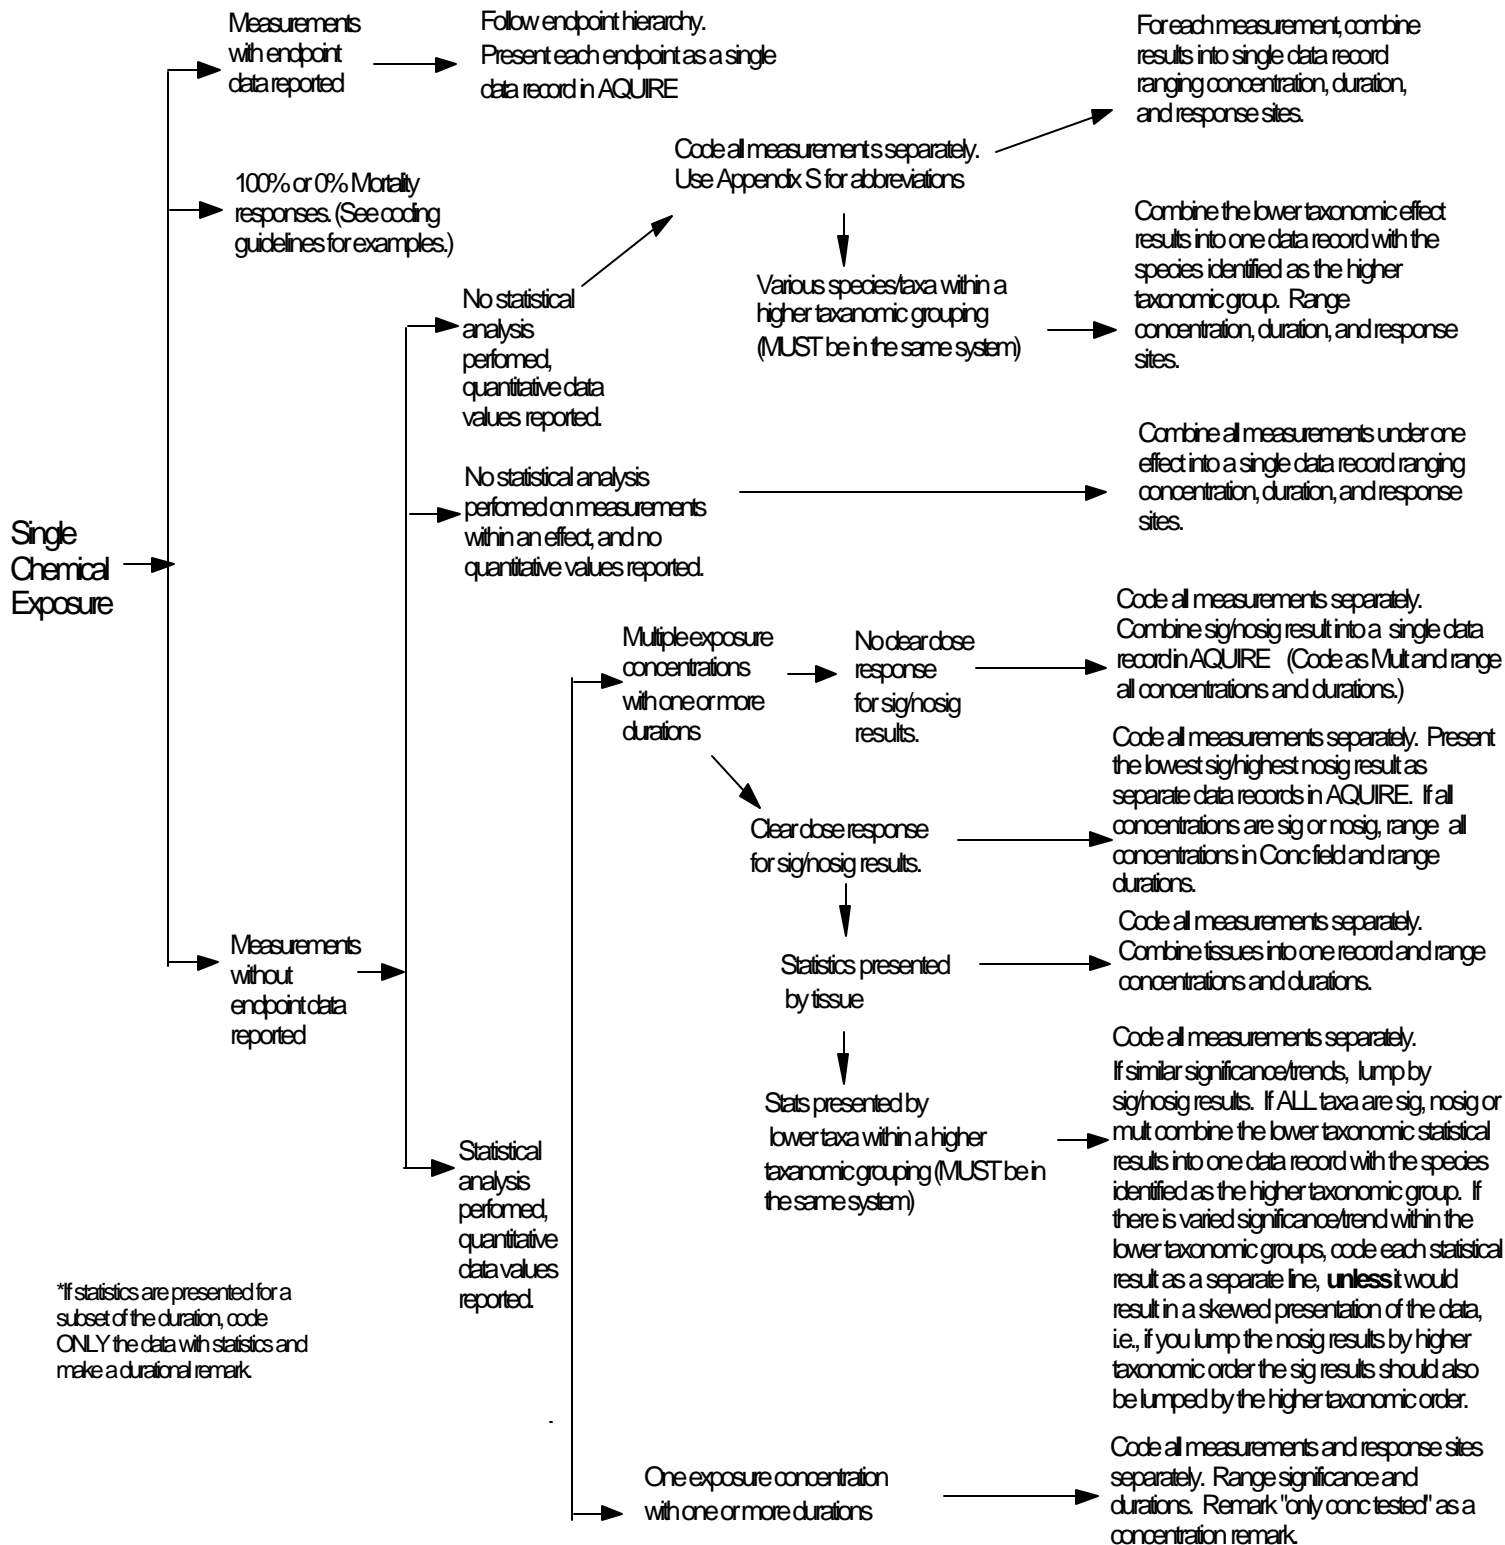 Measurements
with endpoint
data reported
Follow endpoint hierarchy.
Present each endpoint as a single
data record in AQUIRE
For each measurement, combine
results into single data record
ranging concentration, duration,
and response sites.
Code all measurements separately.
Use Appendix S for abbreviations
100% or 0% Mortality
responses. (See coding
guidelines for examples.)
Combine the lower taxonomic effect
results into one data record with the
species identified as the higher
taxonomic group. Range
concentration, duration, and response
sites.
Various species/taxa within a
higher taxanomic grouping
(MUST be in the same system)
No statistical
analysis
perfomed,
quantitative data
values reported.
Combine all measurements under one
effect into a single data record ranging
concentration, duration, and response
sites.
No statistical analysis
perfomed on measurements
within an effect, and no
quantitative values reported.
Single
Chemical
Exposure
Multiple exposure
concentrations
with one or more
durations
No clear dose
response
for sig/nosig
results.
Code all measurements separately.
Combine sig/nosig result into a single data
record in AQUIRE (Code as Mult and range
all concentrations and durations.)
Clear dose response
for sig/nosig results.
Code all measurements separately. Present
the lowest sig/highest nosig result as
separate data records in AQUIRE. If all
concentrations are sig or nosig, range all
concentrations in Conc field and range
durations.
Measurements
without
endpoint data
reported
Statistics presented
by tissue
Code all measurements separately.
Combine tissues into one record and range
concentrations and durations.
Stats presented by
lower taxa within a higher
taxanomic grouping (MUST be in
the same system)
Code all measurements separately.
If similar significance/trends, lump by
sig/nosig results. If ALL taxa are sig, nosig or
mult combine the lower taxonomic statistical
results into one data record with the species
identified as the higher taxonomic group. If
there is varied significance/trend within the
lower taxonomic groups, code each statistical
result as a separate line, unless it would
result in a skewed presentation of the data,
i.e., if you lump the nosig results by higher
taxonomic order the sig results should also
be lumped by the higher taxonomic order.
Statistical
analysis
perfomed,
quantitative
data values
reported.
*If statistics are presented for a
subset of the duration, code
ONLY the data with statistics and
make a durational remark.
One exposure concentration
with one or more durations
Code all measurements and response sites
separately. Range significance and
durations. Remark "only conc tested" as a
concentration remark.